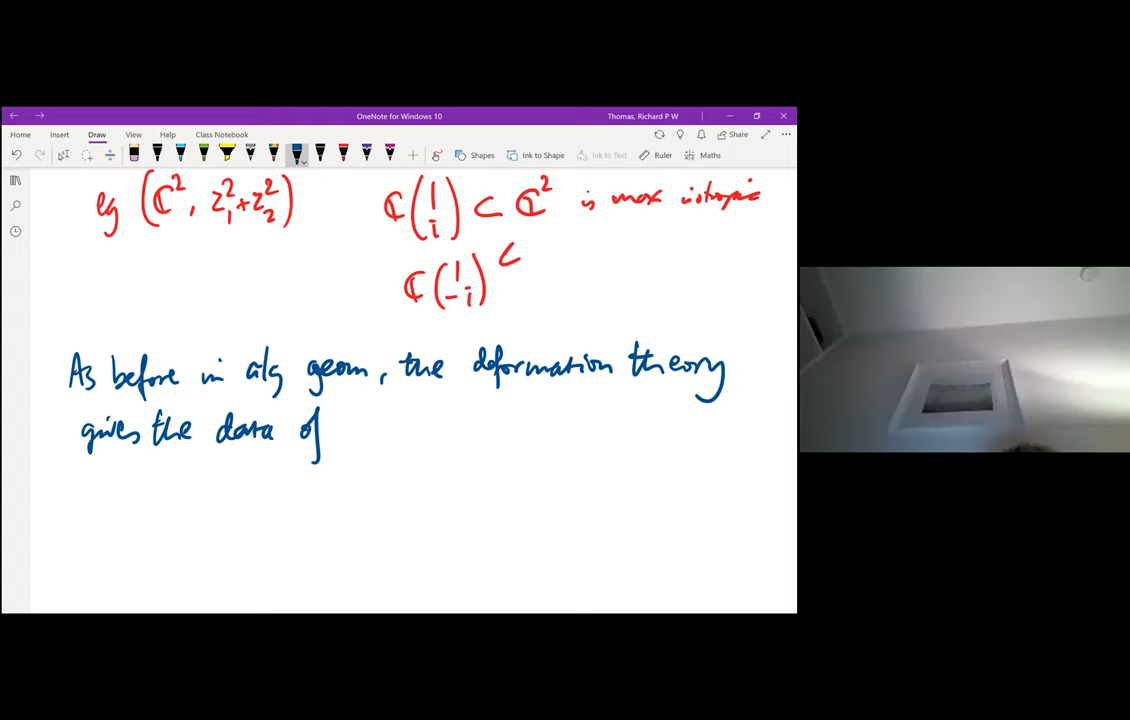 OneNote for Windows 10
Thomas, Richard P W
Home Insert Draw View Help Class Notebook
Share
Shapes Ink to Shape Ink to Text Ruler Maths
eg (ℂ², z₁²+z₂²) ℂ(1 i) ⊂ ℂ² is max isotropic
ℂ(1 -i) ⊂
As before in alg geom, the deformation theory
gives the data of